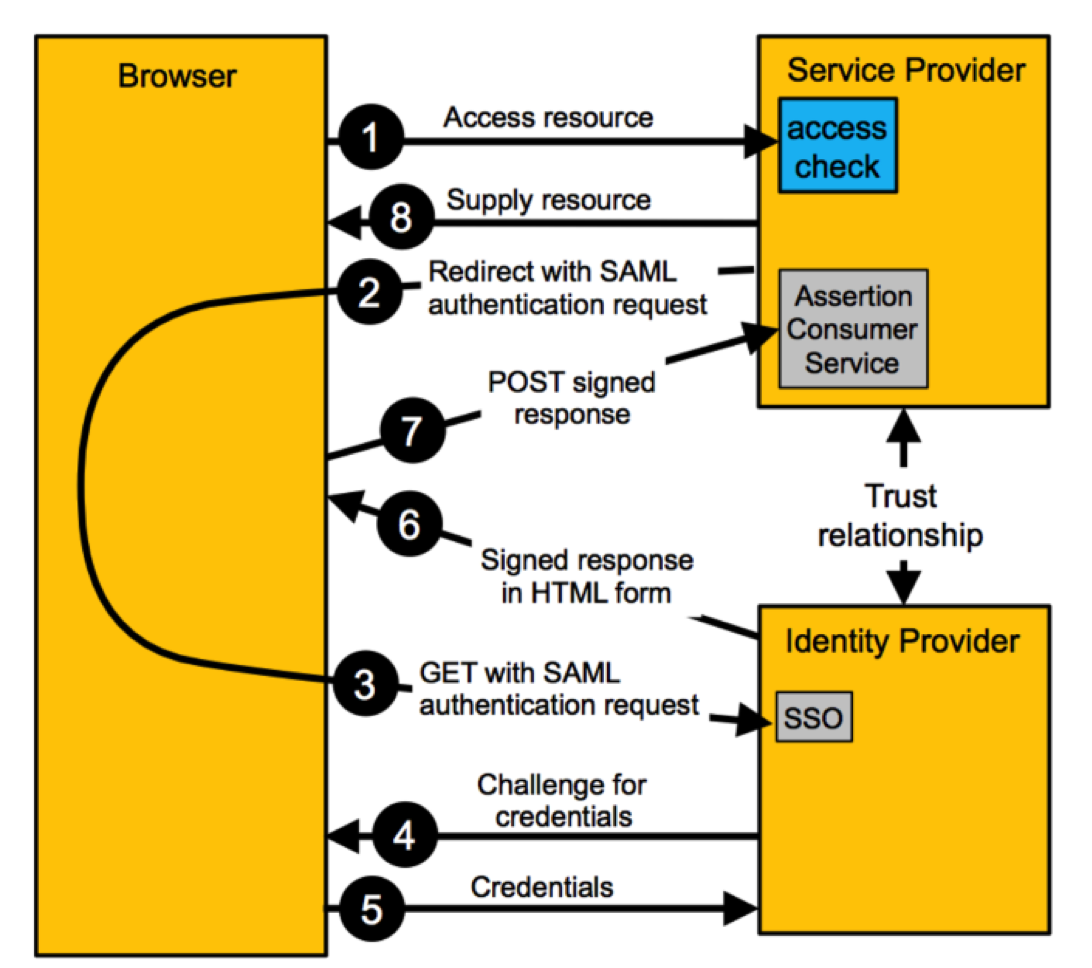 Browser
Service Provider
access
check
1
Access resource
8
Supply resource
2
Redirect with SAML
authentication request
Assertion
Consumer
Service
7
POST signed
response
6
Signed response
in HTML form
Trust
relationship
Identity Provider
3
GET with SAML
authentication request
SSO
4
Challenge for
credentials
5
Credentials